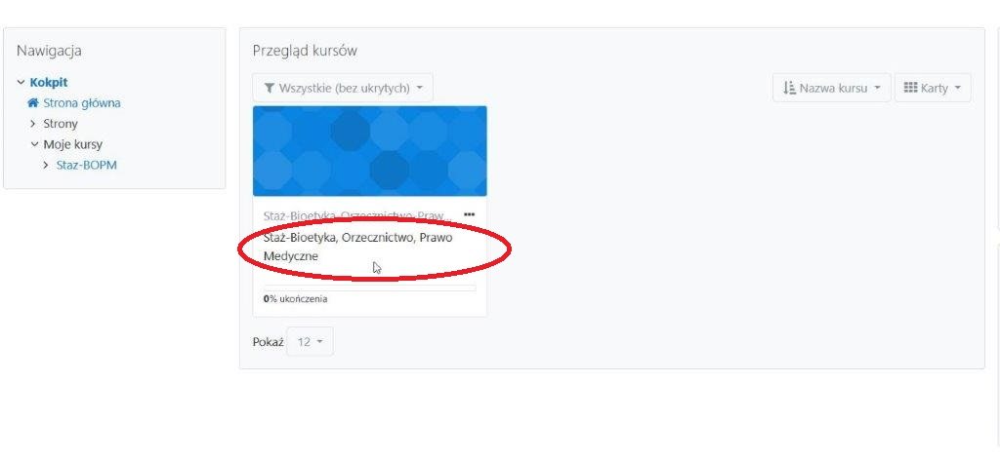 Nawigacja
Kokpit
Strona główna
Strony
Moje kursy
Staz-BOPM
Przegląd kursów
Wszystkie (bez ukrytych)
Nazwa kursu
Karty
Staż-Bioetyka, Orzecznictwo, Praw...
Staż-Bioetyka, Orzecznictwo, Prawo
Medyczne
0% ukończenia
Pokaż 12